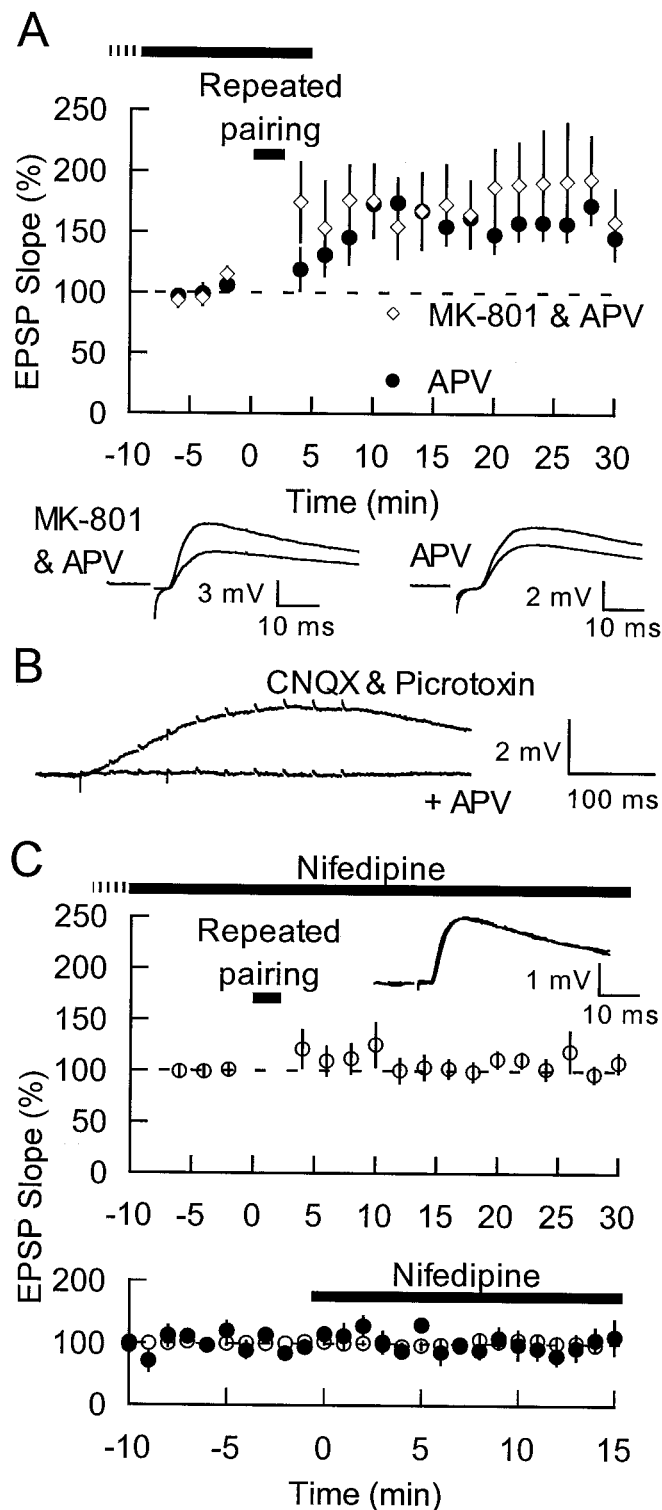 A
Repeated
pairing
250
200
150
100
50
0
EPSP Slope (%)
MK-801 & APV
APV
-10 -5 0 5 10 15 20 25 30
Time (min)
MK-801
& APV
3 mV
10 ms
APV
2 mV
10 ms
B
CNQX & Picrotoxin
2 mV
+ APV
100 ms
C
Nifedipine
250
200
150
100
50
0
Repeated
pairing
1 mV
10 ms
-10 -5 0 5 10 15 20 25 30
EPSP Slope (%)
Nifedipine
200
100
0
-10 -5 0 5 10 15
Time (min)